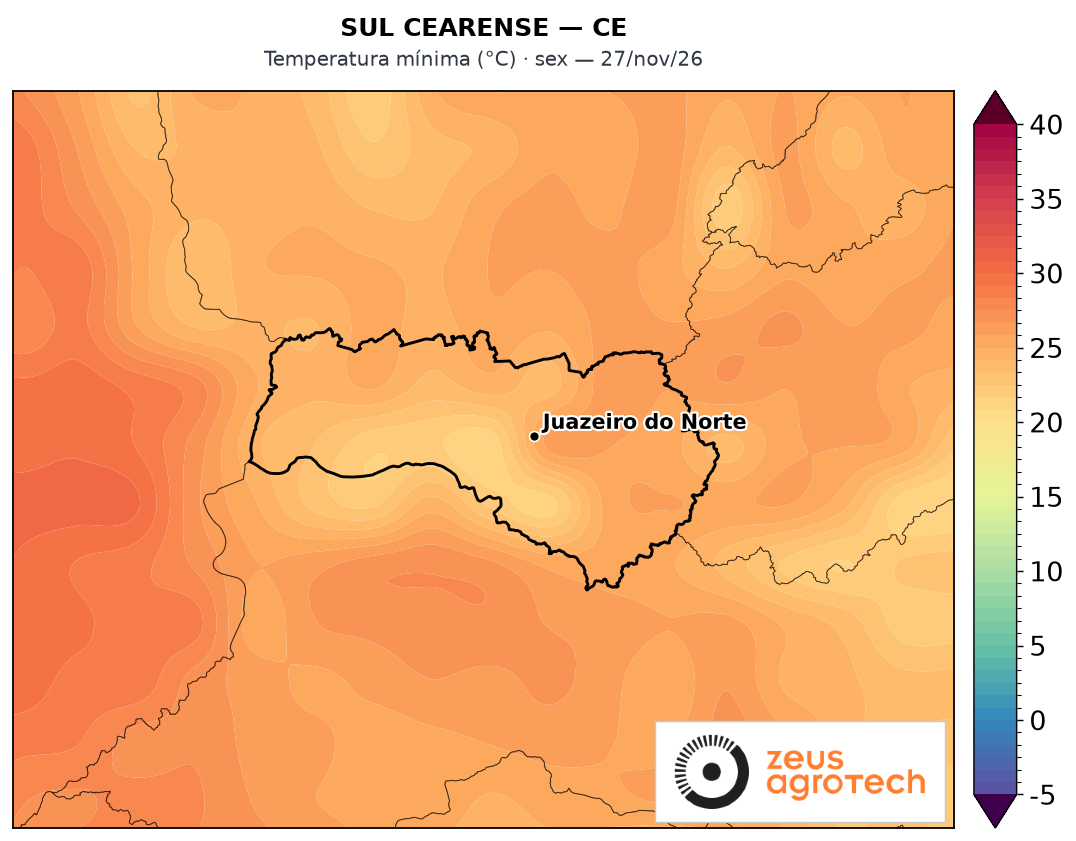 SUL CEARENSE — CE
Temperatura mínima (°C) · sex — 27/nov/26
Juazeiro do Norte
40
35
30
25
20
15
10
5
0
-5
zeus
agrotech